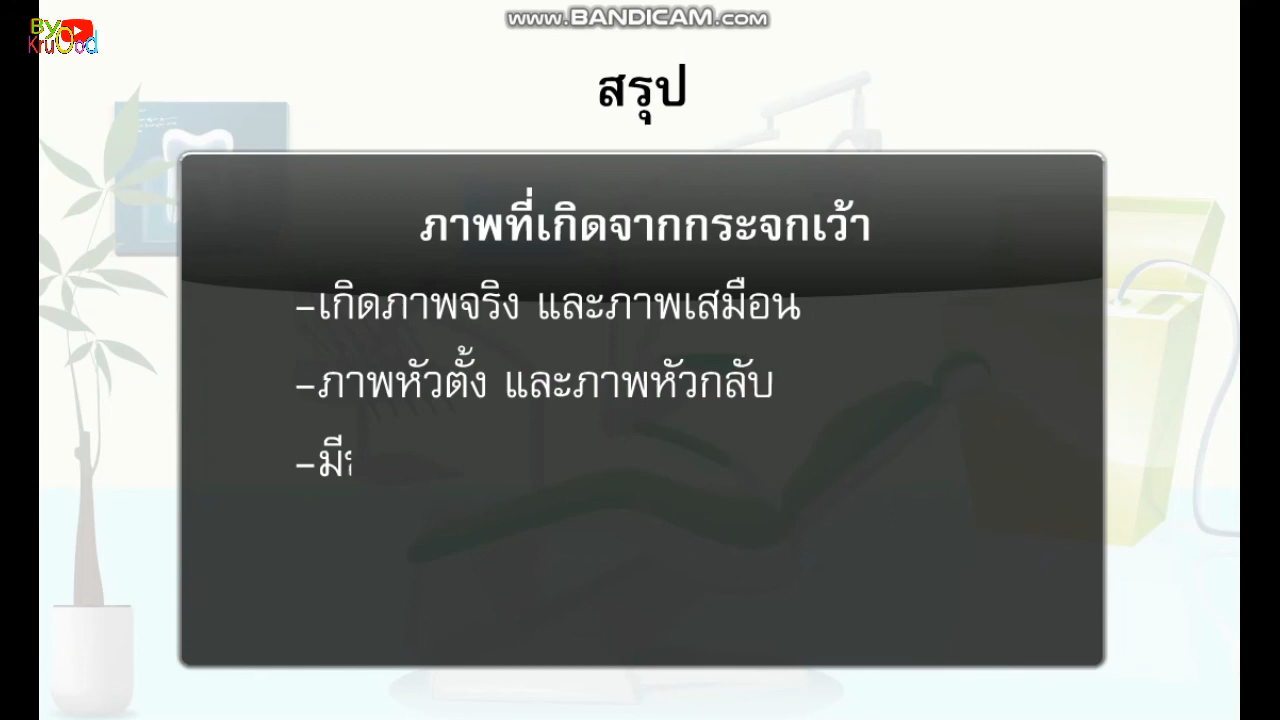 www.BANDICAM.com
By
KruOod
สรุป
ภาพที่เกิดจากกระจกเว้า
-เกิดภาพจริง และภาพเสมือน
-ภาพหัวตั้ง และภาพหัวกลับ
-มี